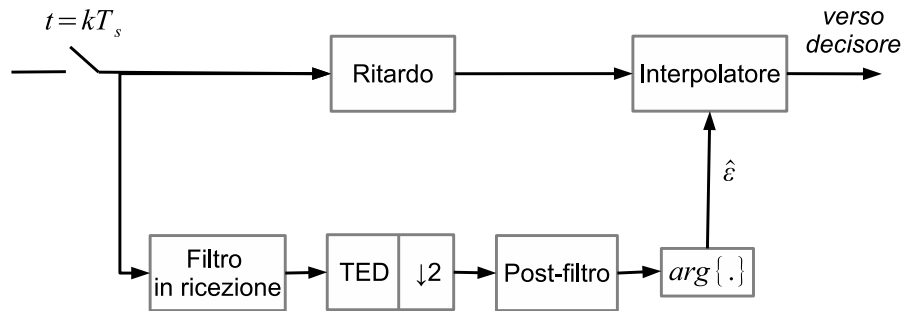 t=kT_s
verso
decisore
Ritardo
Interpolatore
ε̂
Filtro
in ricezione
TED
↓2
Post-filtro
arg{.}